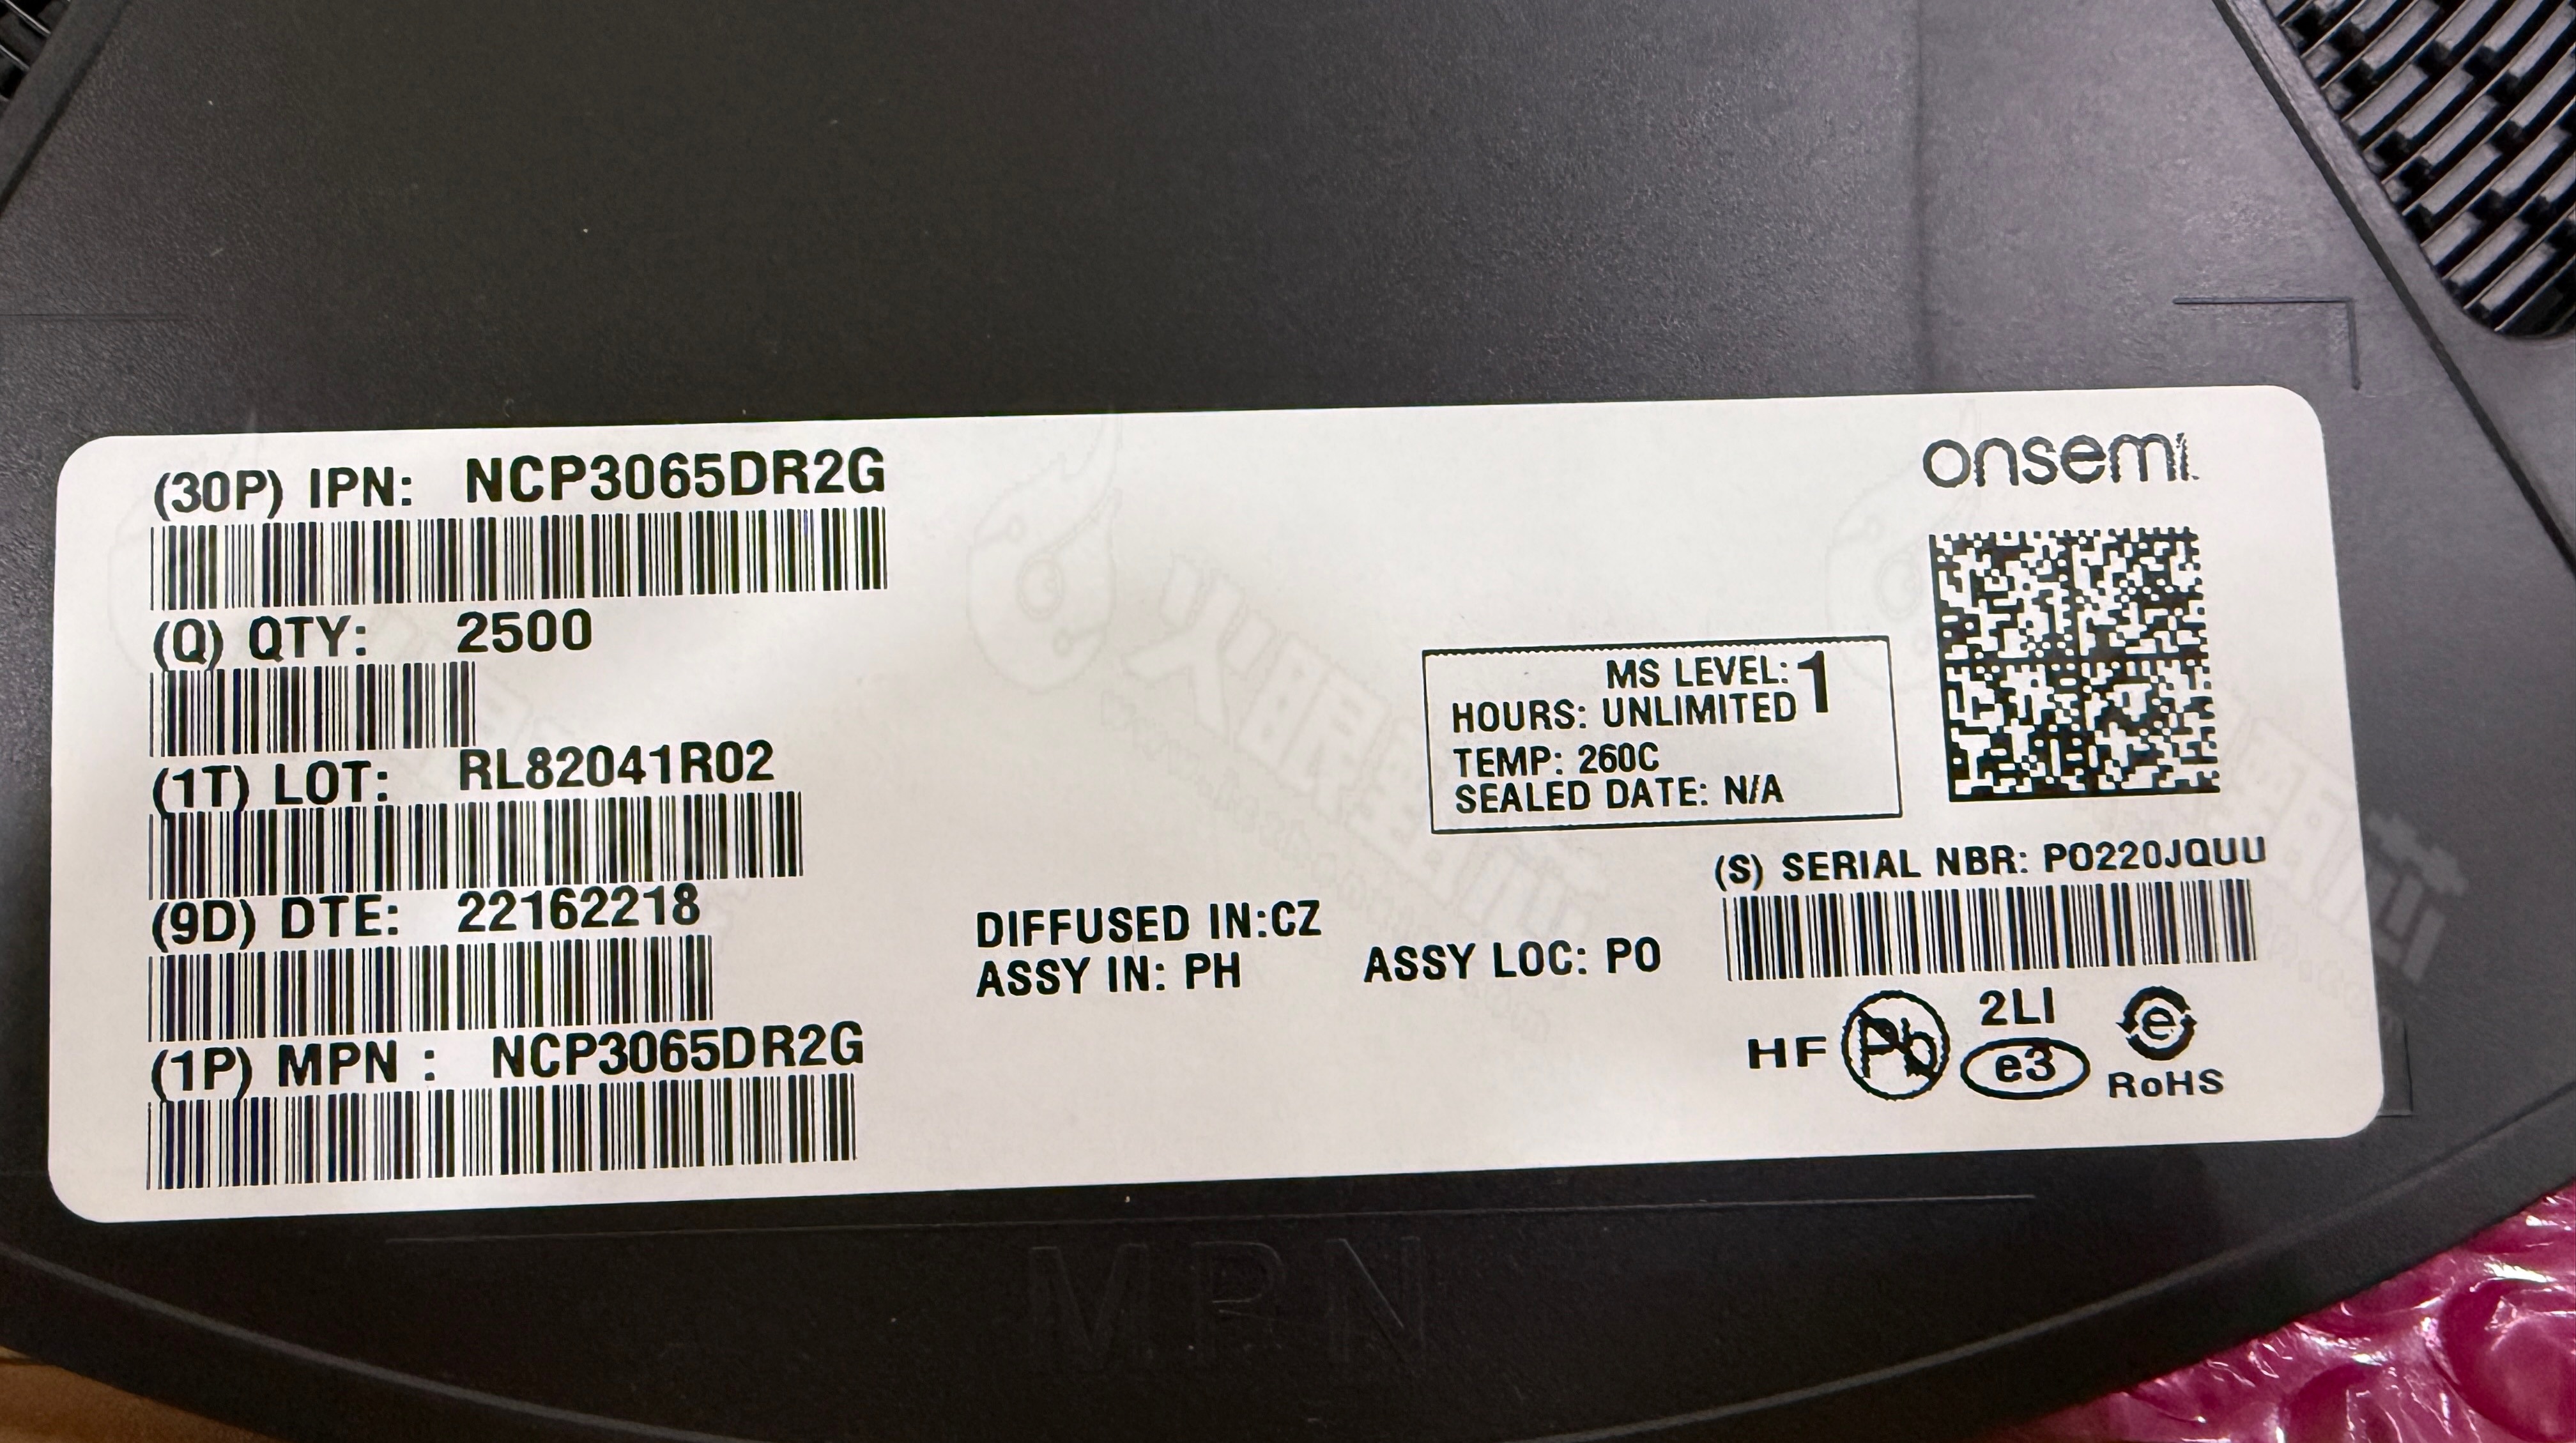 onsemi
(30P) IPN: NCP3065DR2G
(Q) QTY: 2500
(1T) LOT: RL82041R02
(9D) DTE: 22162218
(1P) MPN : NCP3065DR2G
MS LEVEL: 1
HOURS: UNLIMITED
TEMP: 260C
SEALED DATE: N/A
DIFFUSED IN:CZ
ASSY IN: PH
ASSY LOC: PO
(S) SERIAL NBR: PO220JQUU
HF Pb 2LI e3 e
RoHS
MPN